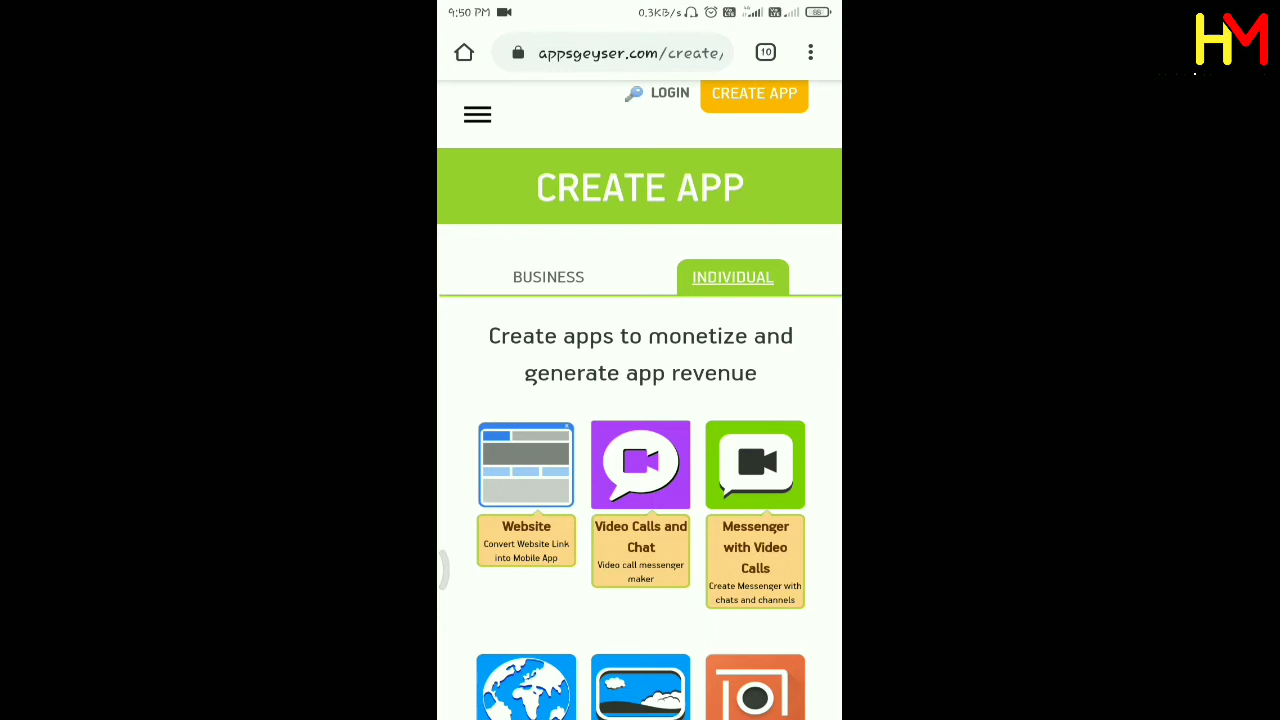 9:50 PM
0.3KB/s
86
HM
appsgeyser.com/create/
10
LOGIN
CREATE APP
CREATE APP
BUSINESS
INDIVIDUAL
Create apps to monetize and
generate app revenue
Website
Convert Website Link
into Mobile App
Video Calls and
Chat
Video call messenger
maker
Messenger
with Video
Calls
Create Messenger with
chats and channels